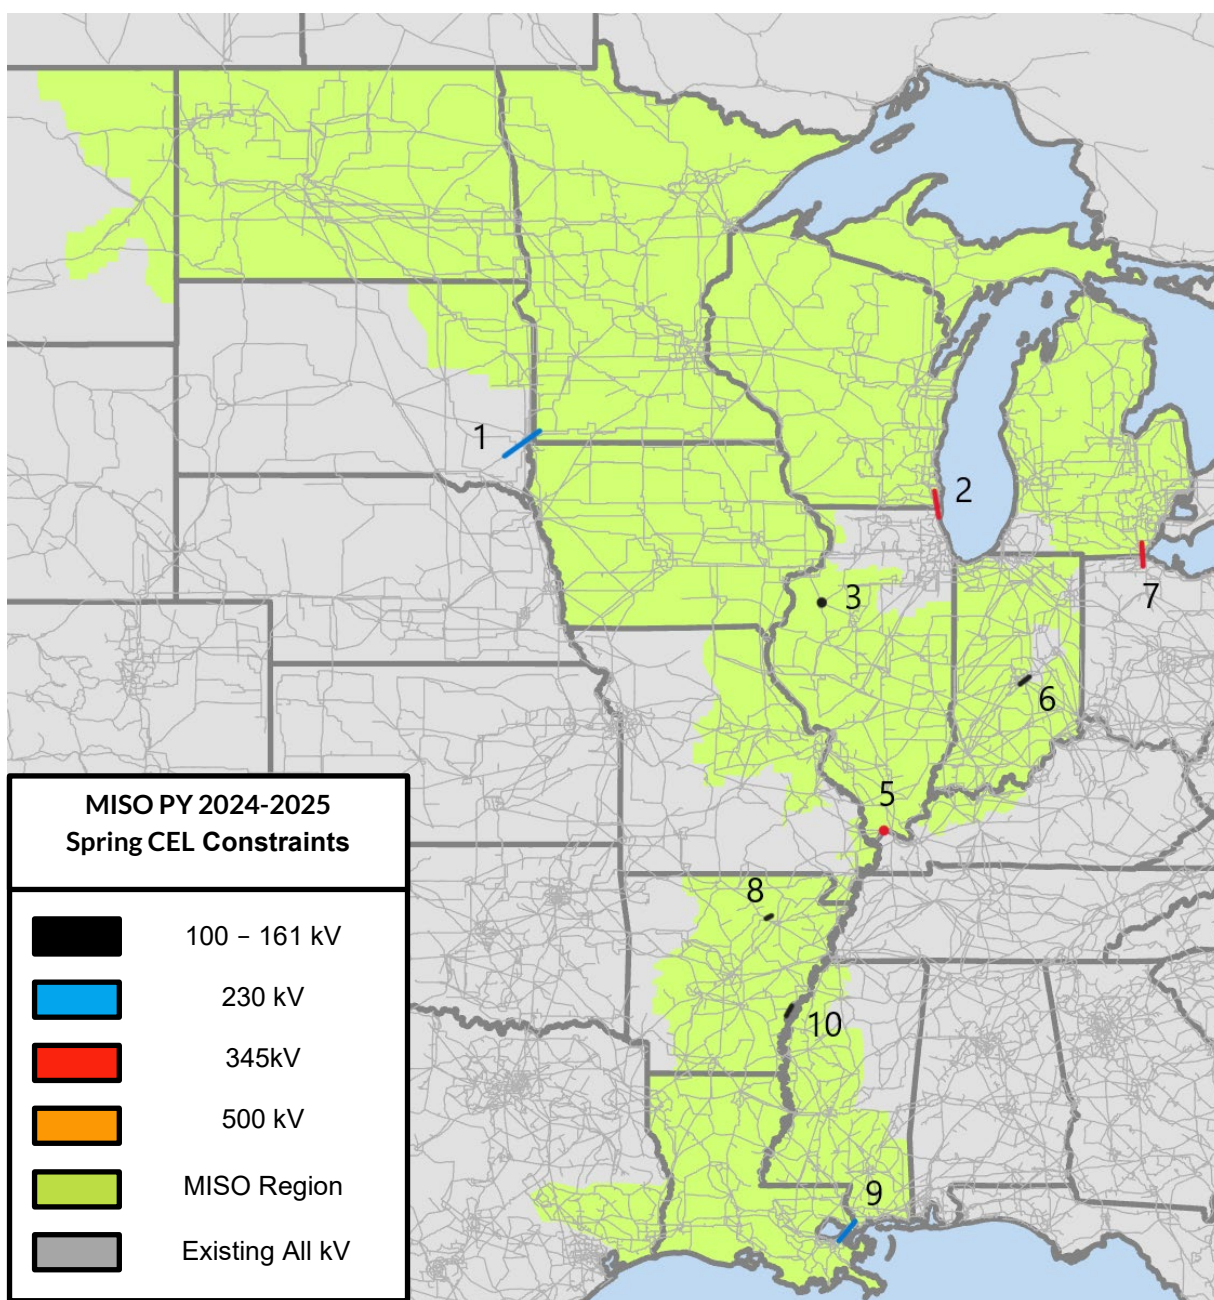 1
2
3
7
6
5
8
10
9
MISO PY 2024-2025
Spring CEL Constraints
100 – 161 kV
230 kV
345kV
500 kV
MISO Region
Existing All kV